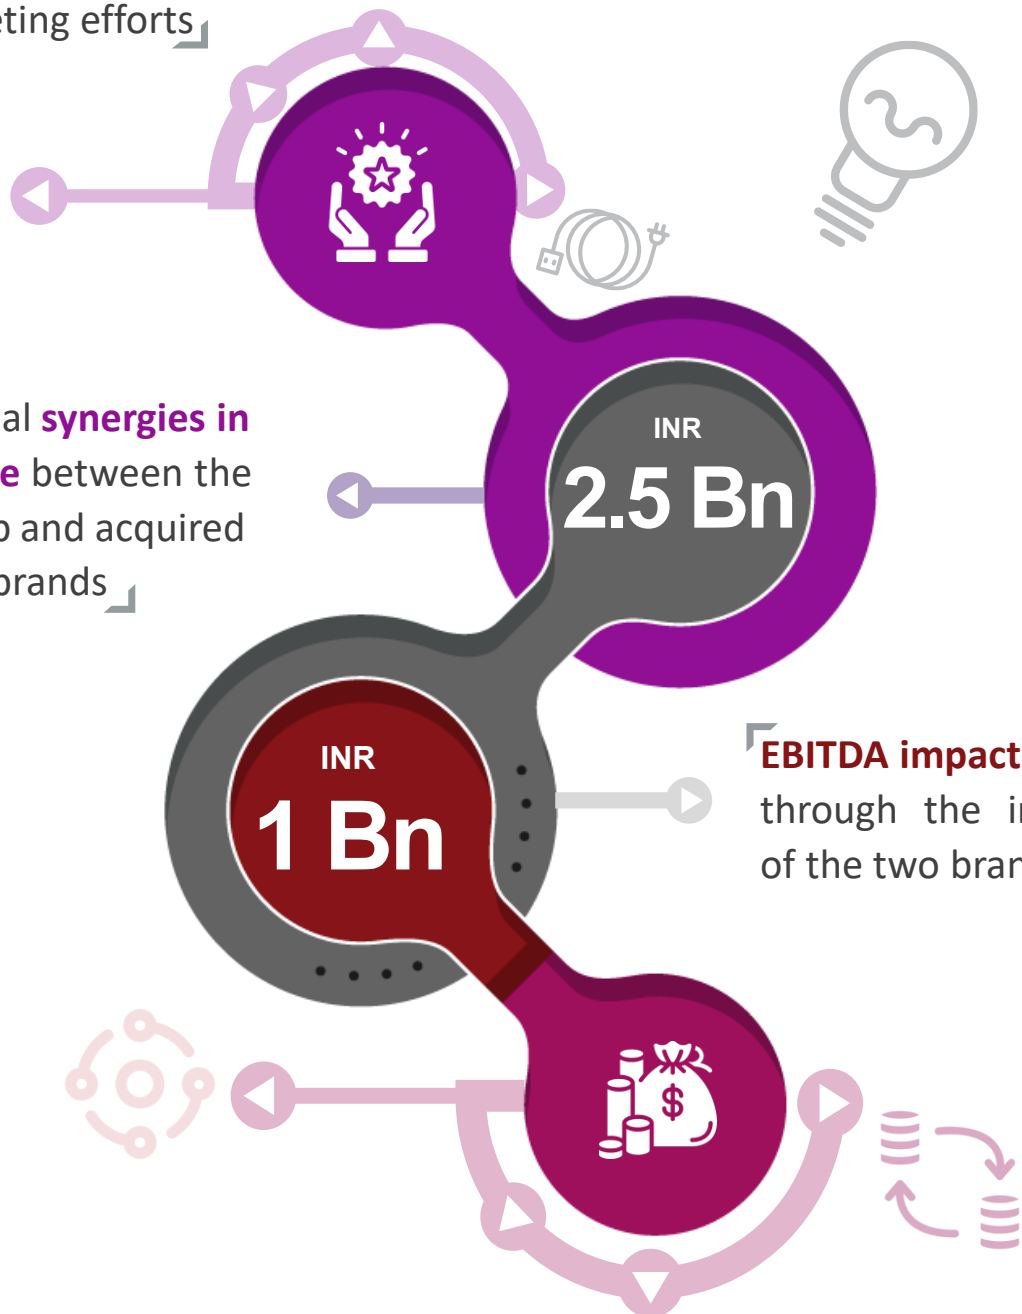 eting efforts
al synergies in
e between the
and acquired
brands
INR
2.5 Bn
INR
1 Bn
EBITDA impact
through the in
of the two bran
$